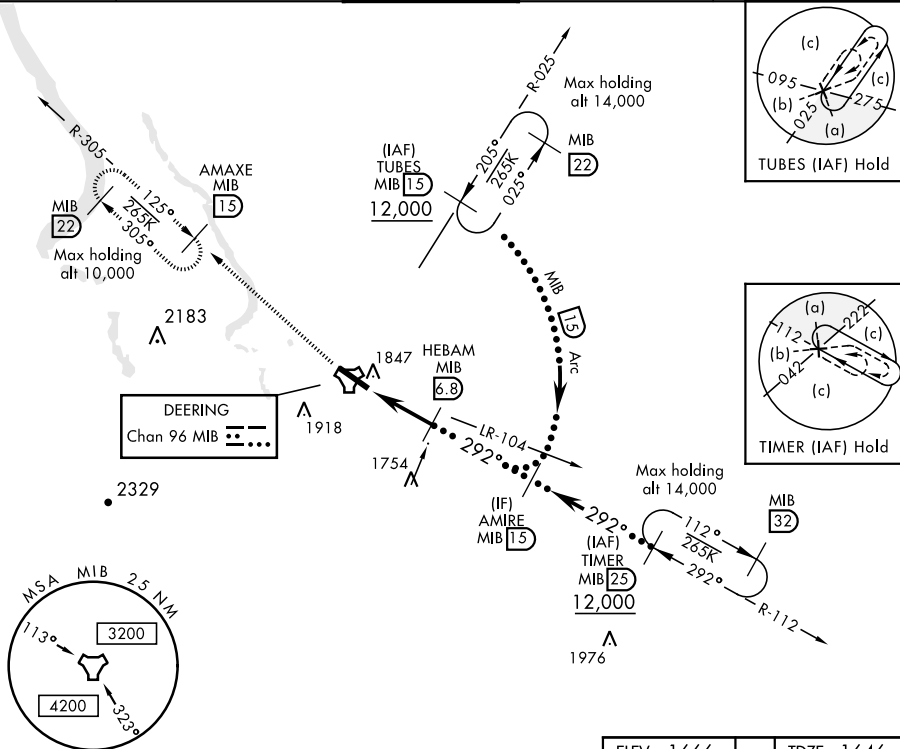 R-025
Max holding
alt 14,000
(IAF)
TUBES
MIB 15
12,000
205°
265K
025°
MIB
22
(c)
095
(c)
(b)
275
025
(a)
TUBES (IAF) Hold
R-305
AMAXE
MIB
15
125°
265K
305°
MIB
22
Max holding
alt 10,000
MIB
15
Arc
2183
1847
HEBAM
MIB
6.8
(a)
222
112
(c)
(b)
042
(c)
TIMER (IAF) Hold
DEERING
Chan 96 MIB
1918
LR-104
292°
1754
2329
(IF)
AMIRE
MIB 15
292°
Max holding
alt 14,000
MIB
32
112°
265K
292°
(IAF)
TIMER
MIB 25
12,000
R-112
1976
MSA MIB 25 NM
113°
3200
4200
323°
ELEV 1666
TDZE 1646